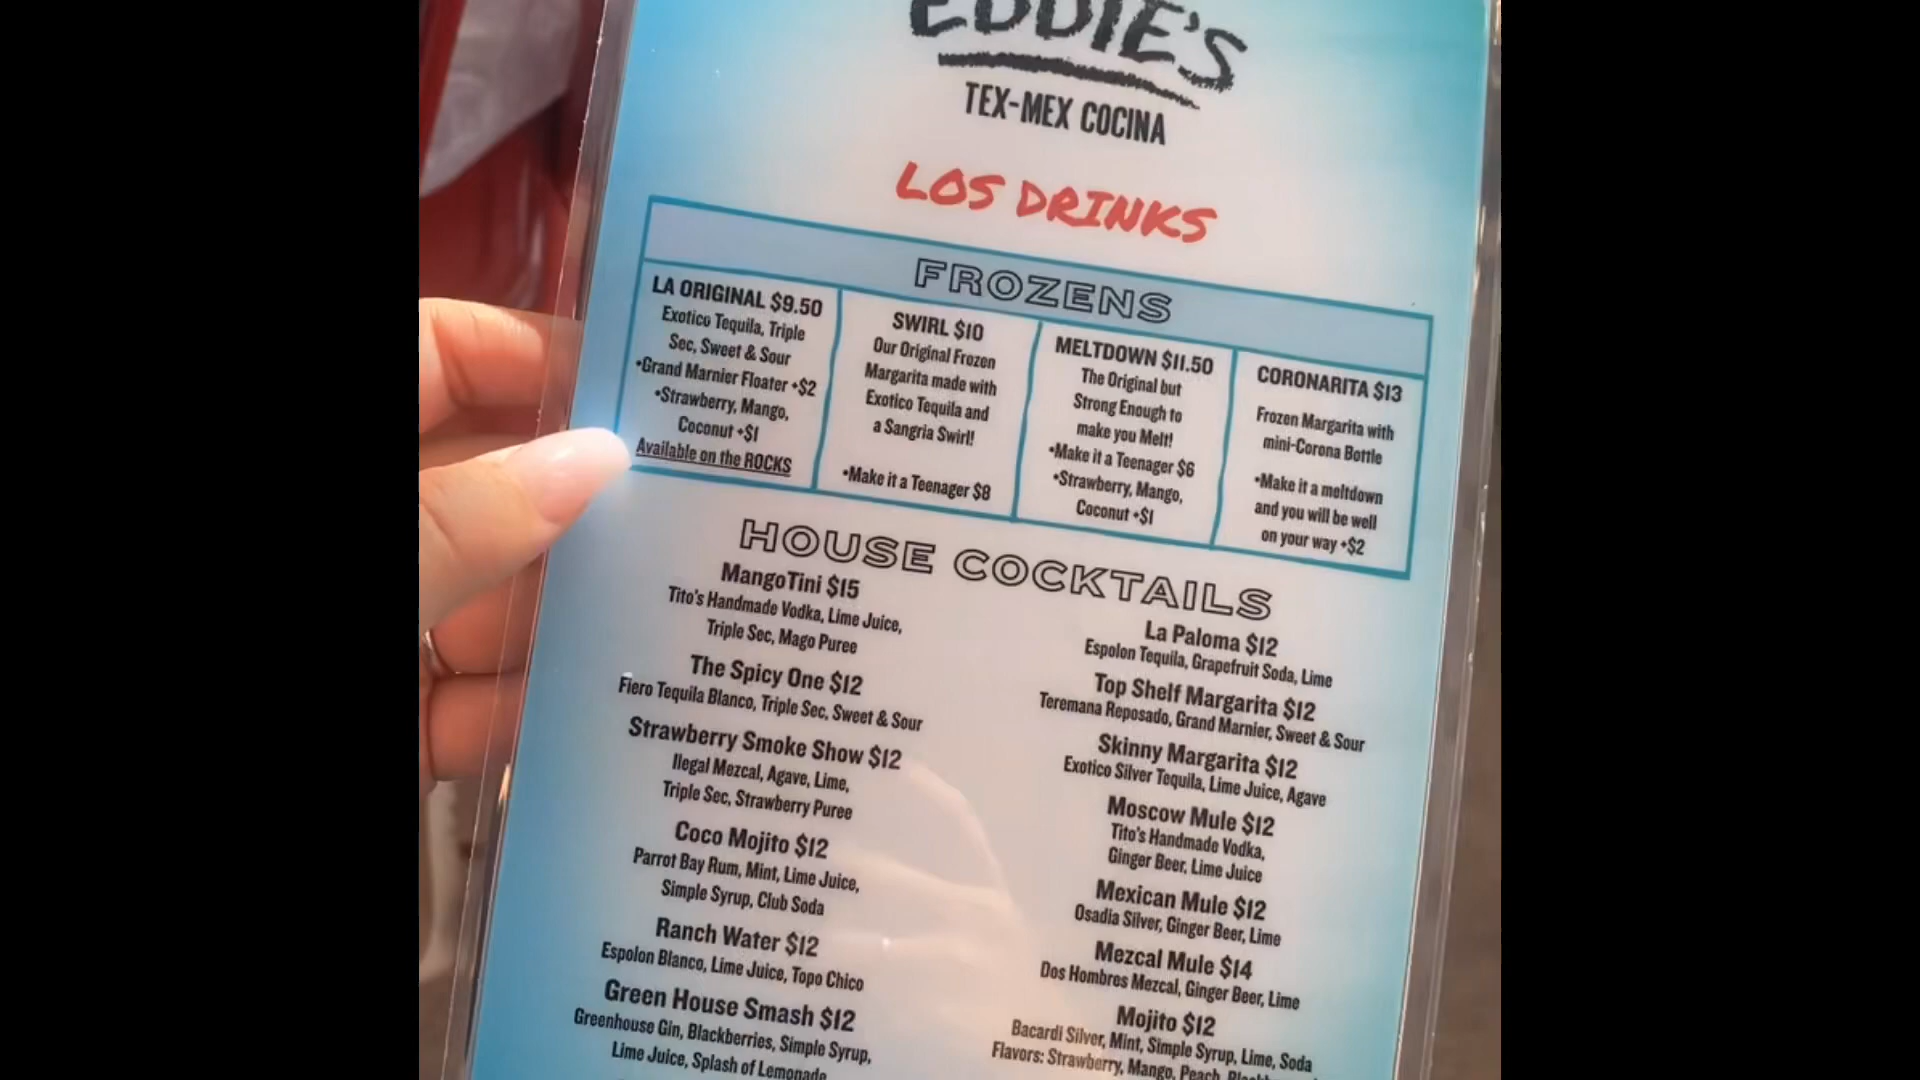 EDDIE'S
TEX-MEX COCINA
LOS DRINKS
FROZENS
LA ORIGINAL $9.50
Exotico Tequila, Triple
Sec, Sweet & Sour
•Grand Marnier Floater +$2
•Strawberry, Mango,
Coconut +$1
Available on the ROCKS
SWIRL $10
Our Original Frozen
Margarita made with
Exotico Tequila and
a Sangria Swirl!
•Make it a Teenager $8
MELTDOWN $11.50
The Original but
Strong Enough to
make you Melt!
•Make it a Teenager $6
•Strawberry, Mango,
Coconut +$1
CORONARITA $13
Frozen Margarita with
mini-Corona Bottle
•Make it a meltdown
and you will be well
on your way +$2
HOUSE COCKTAILS
MangoTini $15
Tito's Handmade Vodka, Lime Juice,
Triple Sec, Mago Puree
The Spicy One $12
Fiero Tequila Blanco, Triple Sec, Sweet & Sour
Strawberry Smoke Show $12
Ilegal Mezcal, Agave, Lime,
Triple Sec, Strawberry Puree
Coco Mojito $12
Parrot Bay Rum, Mint, Lime Juice,
Simple Syrup, Club Soda
Ranch Water $12
Espolon Blanco, Lime Juice, Topo Chico
Green House Smash $12
Greenhouse Gin, Blackberries, Simple Syrup,
Lime Juice, Splash of Lemonade
La Paloma $12
Espolon Tequila, Grapefruit Soda, Lime
Top Shelf Margarita $12
Teremana Reposado, Grand Marnier, Sweet & Sour
Skinny Margarita $12
Exotico Silver Tequila, Lime Juice, Agave
Moscow Mule $12
Tito's Handmade Vodka,
Ginger Beer, Lime Juice
Mexican Mule $12
Osadia Silver, Ginger Beer, Lime
Mezcal Mule $14
Dos Hombres Mezcal, Ginger Beer, Lime
Mojito $12
Bacardi Silver, Mint, Simple Syrup, Lime, Soda
Flavors: Strawberry, Mango, Peach,